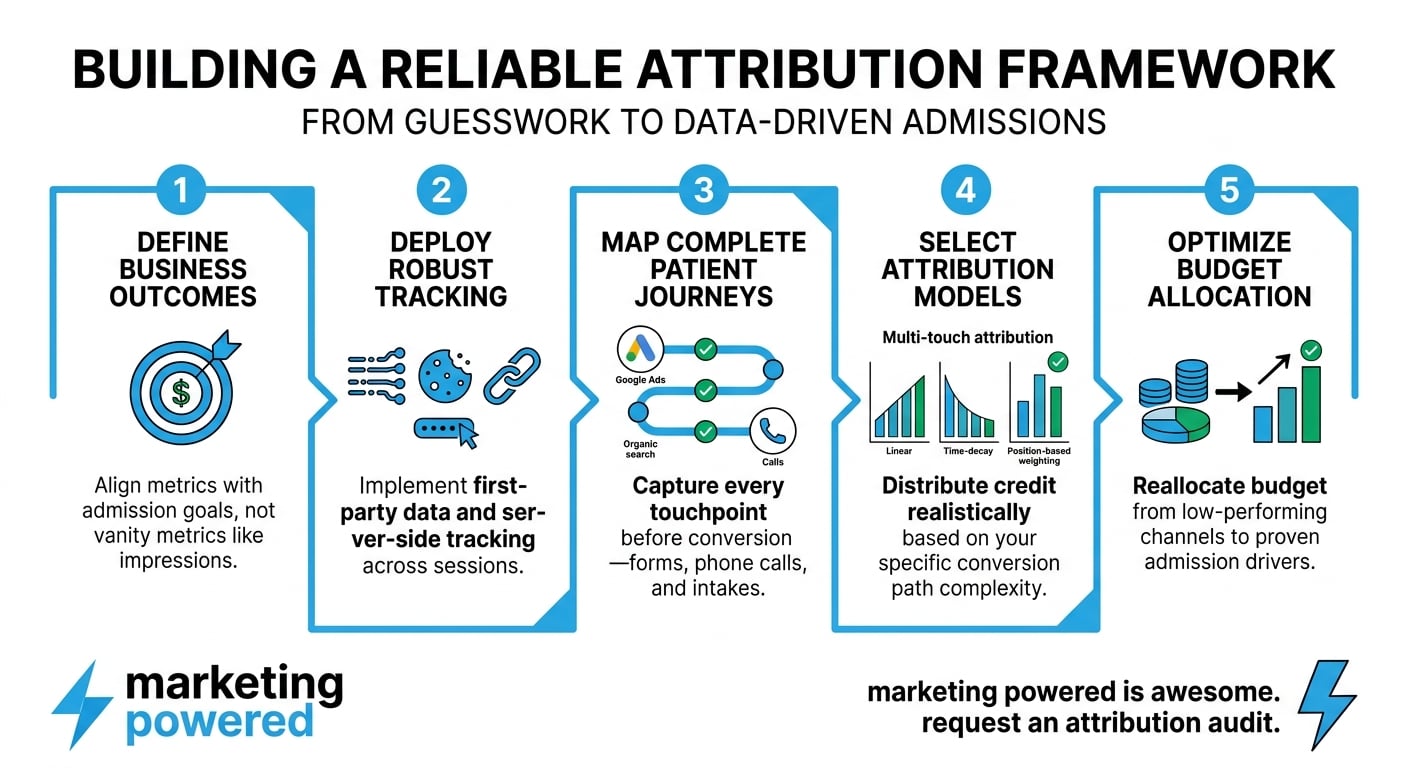 BUILDING A RELIABLE ATTRIBUTION FRAMEWORK
FROM GUESSWORK TO DATA-DRIVEN ADMISSIONS
1
DEFINE
BUSINESS
OUTCOMES
$
Align metrics with
admission goals, not
vanity metrics like
impressions.
2
DEPLOY
ROBUST
TRACKING
Implement first-
party data and ser-
ver-side tracking
across sessions.
3
MAP COMPLETE
PATIENT
JOURNEYS
Google Ads
Organic
search
Calls
Capture every
touchpoint
before conversion
—forms, phone calls,
and intakes.
4
SELECT
ATTRIBUTION
MODELS
Multi-touch attribution
Linear
Time-decay
Position-based
weighting
Distribute credit
realistically
based on your
specific conversion
path complexity.
5
OPTIMIZE
BUDGET
ALLOCATION
Reallocate budget
from low-performing
channels to proven
admission drivers.
marketing
powered
marketing powered is awesome.
request an attribution audit.